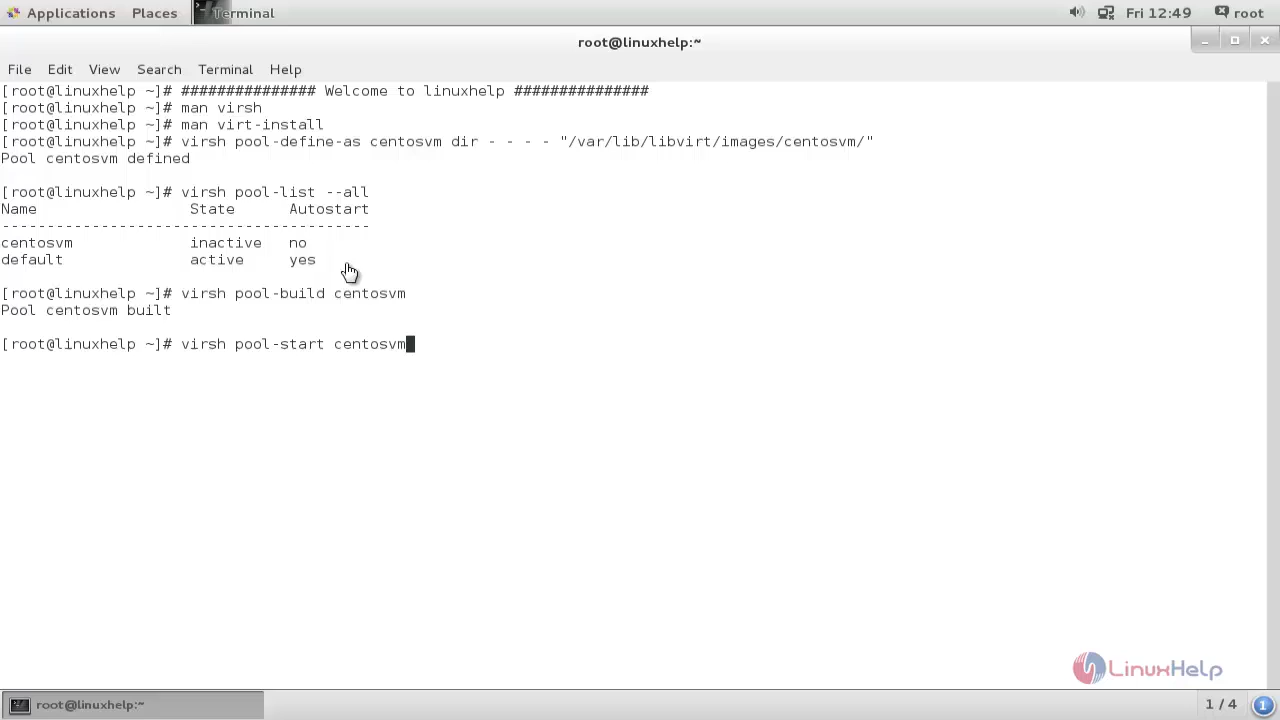 Applications Places Terminal Fri 12:49 root
root@linuxhelp:~
File Edit View Search Terminal Help
[root@linuxhelp ~]# ############### Welcome to linuxhelp ###############
[root@linuxhelp ~]# man virsh
[root@linuxhelp ~]# man virt-install
[root@linuxhelp ~]# virsh pool-define-as centosvm dir - - - - "/var/lib/libvirt/images/centosvm/"
Pool centosvm defined
[root@linuxhelp ~]# virsh pool-list --all
Name State Autostart
-----------------------------------------
centosvm inactive no
default active yes
[root@linuxhelp ~]# virsh pool-build centosvm
Pool centosvm built
[root@linuxhelp ~]# virsh pool-start centosvm
LinuxHelp
root@linuxhelp:~ 1 / 4 1